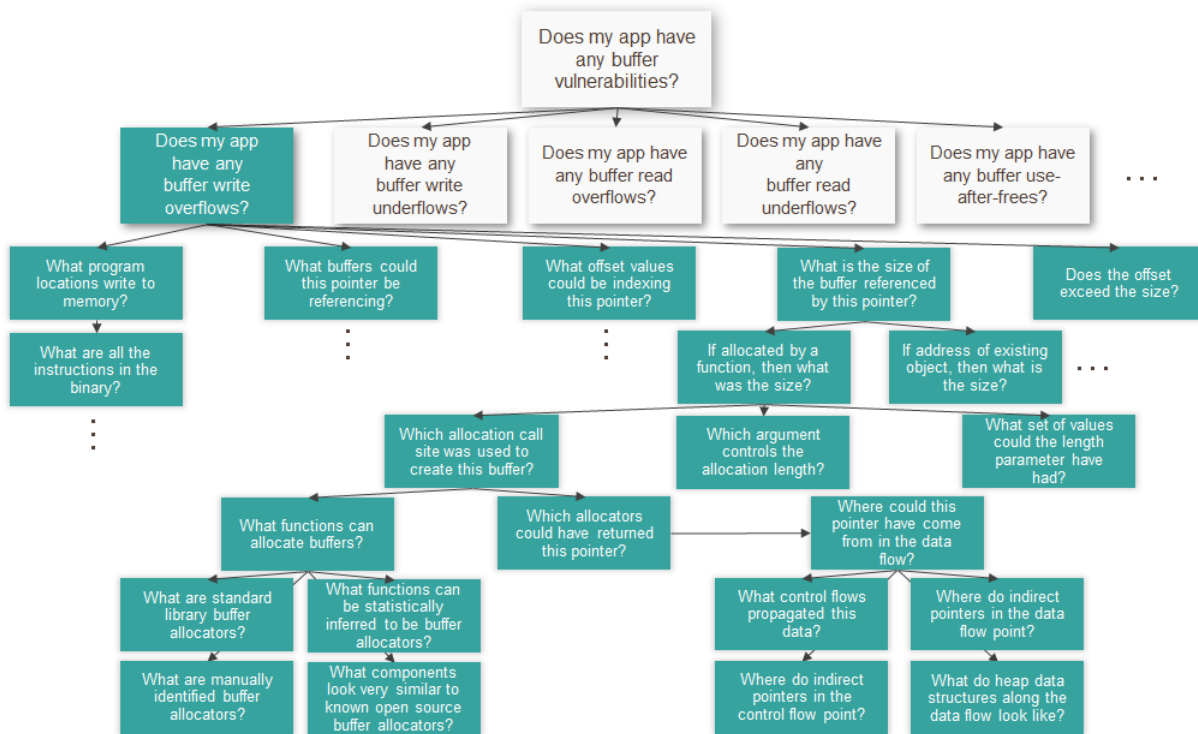 Does my app have
any buffer
vulnerabilities?
Does my app
have any
buffer write
overflows?
Does my app
have any
buffer write
underflows?
Does my app have
any buffer read
overflows?
Does my app have
any
buffer read
underflows?
Does my app have
any buffer use-
after-frees?
...
What program
locations write to
memory?
What buffers could
this pointer be
referencing?
What offset values
could be indexing
this pointer?
What is the size of
the buffer referenced
by this pointer?
Does the offset
exceed the size?
What are all the
instructions in the
binary?
If allocated by a
function, then what
was the size?
If address of existing
object, then what is
the size?
...
Which allocation call
site was used to
create this buffer?
Which argument
controls the
allocation length?
What set of values
could the length
parameter have
had?
What functions can
allocate buffers?
Which allocators
could have returned
this pointer?
Where could this
pointer have come
from in the data
flow?
What are standard
library buffer
allocators?
What functions can
be statistically
inferred to be buffer
allocators?
What control flows
propagated this
data?
Where do indirect
pointers in the data
flow point?
What are manually
identified buffer
allocators?
What components
look very similar to
known open source
buffer allocators?
Where do indirect
pointers in the
control flow point?
What do heap data
structures along the
data flow look like?